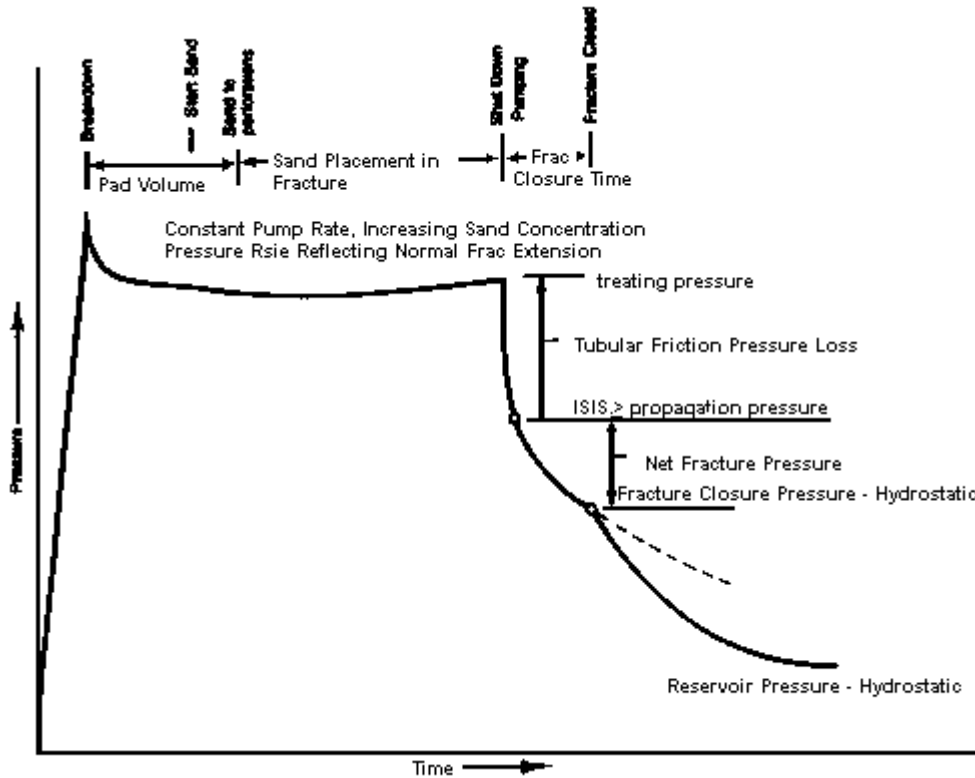 Breakdown
Start Sand
Sand to
perforations
Shut Down
Pumping
Fracture Closed
Pad Volume
Sand Placement in
Fracture
Frac
Closure Time
Constant Pump Rate, Increasing Sand Concentration
Pressure Rsie Reflecting Normal Frac Extension
treating pressure
Tubular Friction Pressure Loss
ISIS > propagation pressure
Net Fracture Pressure
Fracture Closure Pressure - Hydrostatic
Reservoir Pressure - Hydrostatic
Pressure
Time